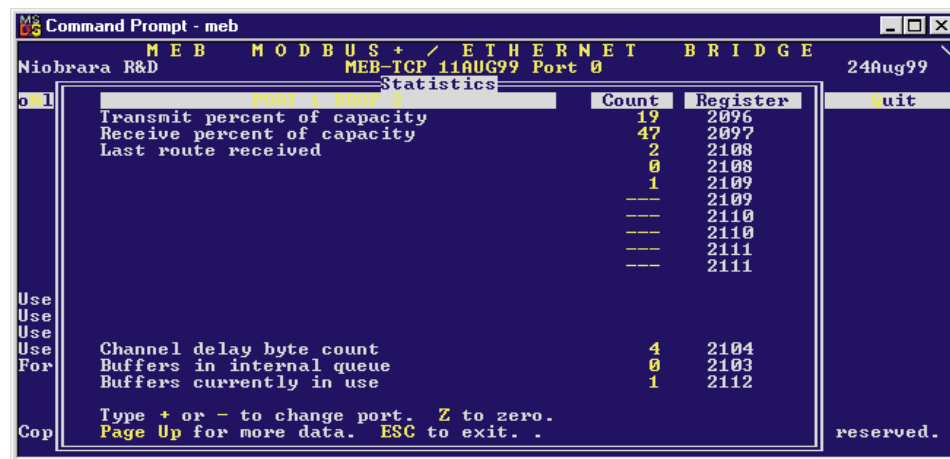 Command Prompt - meb
M E B   M O D B U S + / E T H E R N E T   B R I D G E
Niobrara R&D   MEB-TCP 11AUG99 Port 0   24Aug99
Statistics
oWl   PORT 1 DROP 2   Count   Register   Quit
Transmit percent of capacity   19   2096
Receive percent of capacity   47   2097
Last route received   2   2108
0   2108
1   2109
---   2109
---   2110
---   2110
---   2111
---   2111
Use
Use
Use
Use   Channel delay byte count   4   2104
For   Buffers in internal queue   0   2103
Buffers currently in use   1   2112
Type + or - to change port.  Z to zero.
Cop   Page Up for more data.  ESC to exit. .   reserved.